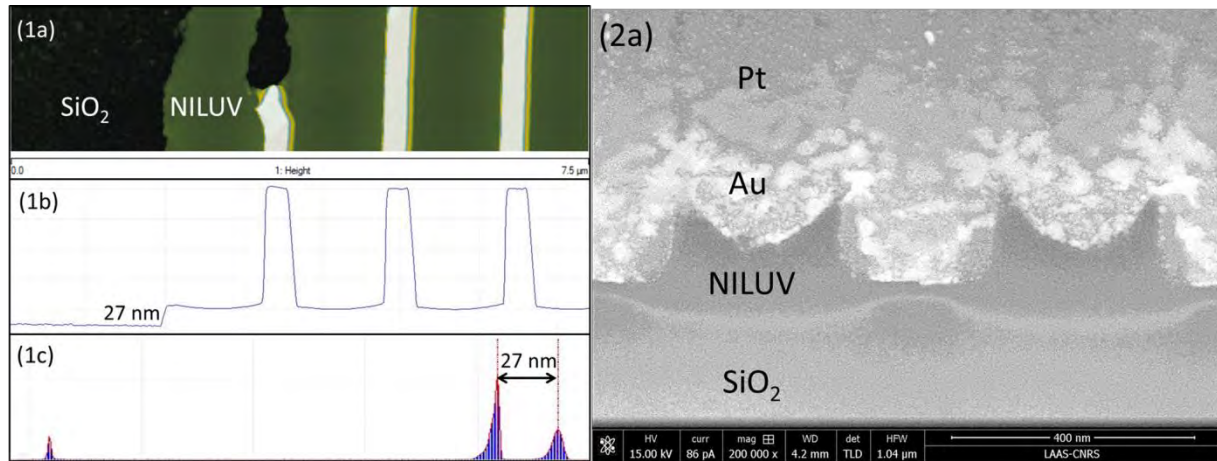 (1a)
SiO₂
NILUV
0.0 1: Height 7.5 µm
(1b)
27 nm
(1c)
27 nm
(2a)
Pt
Au
NILUV
SiO₂
HV curr mag WD det HFW 400 nm
15.00 kV 86 pA 200 000 x 4.2 mm TLD 1.04 µm LAAS-CNRS